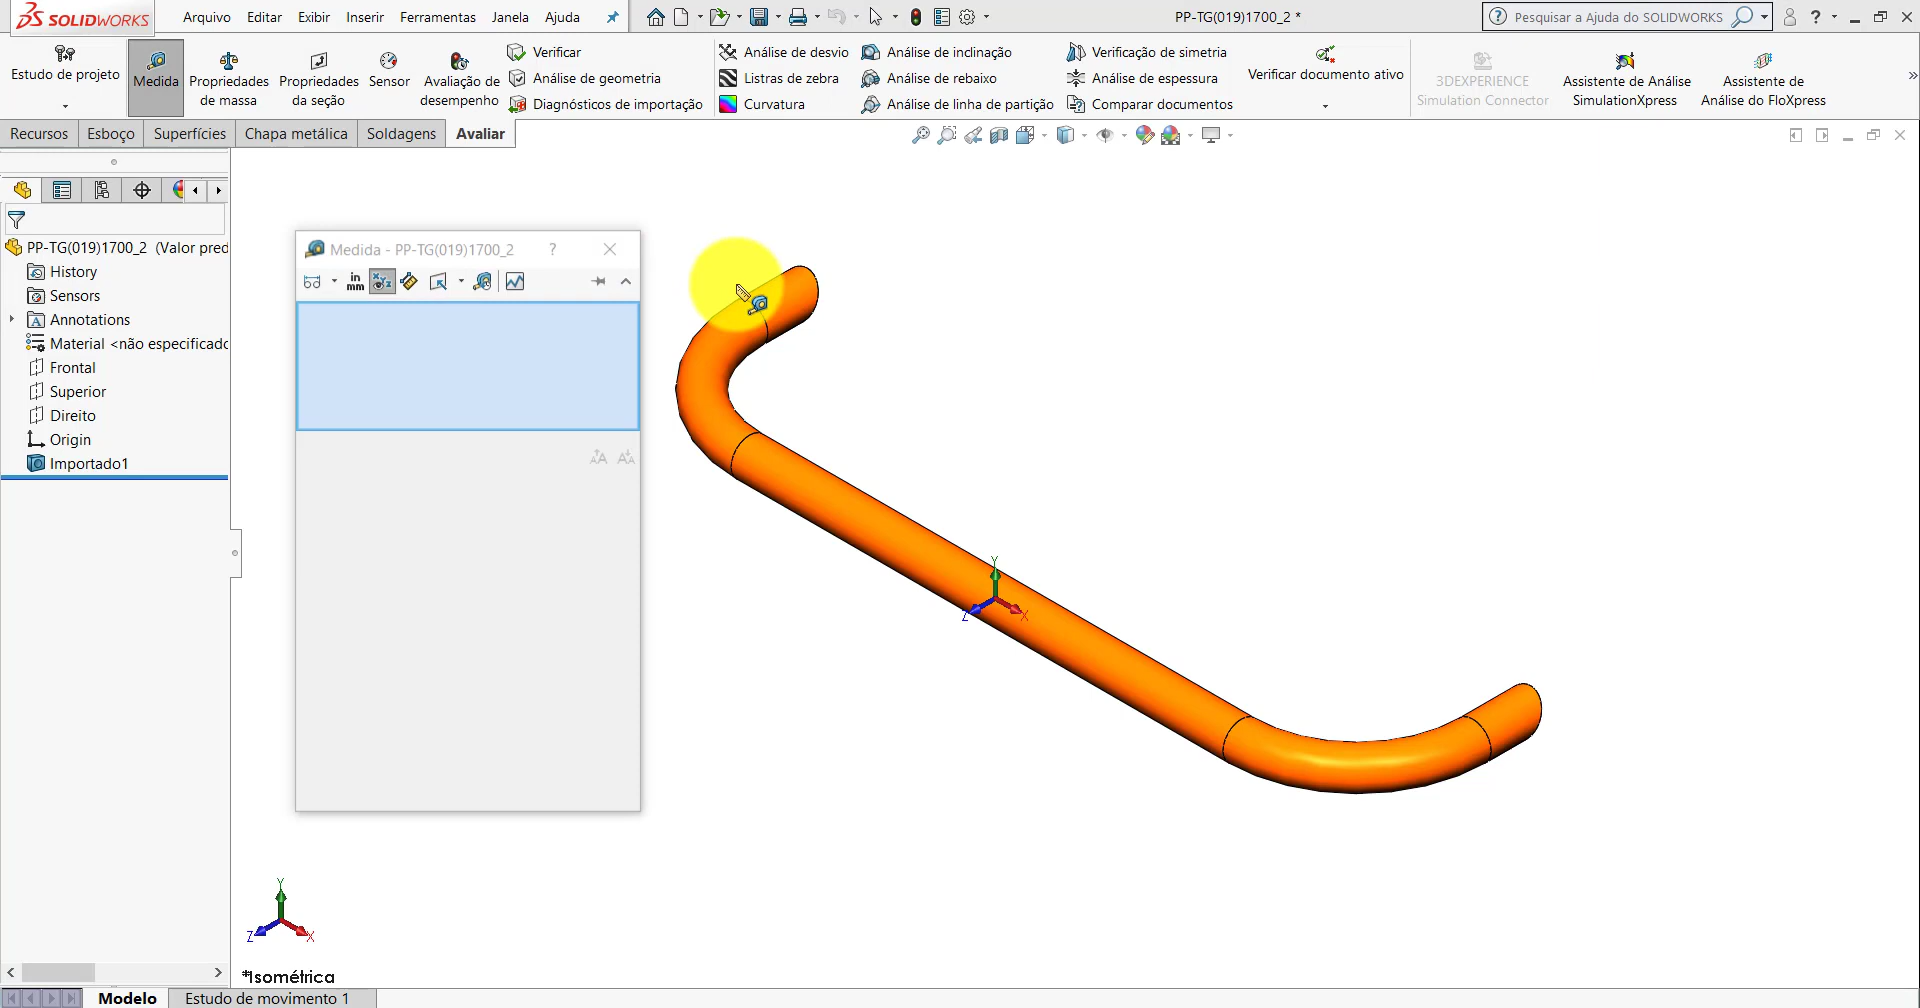 SOLIDWORKS
Arquivo Editar Exibir Inserir Ferramentas Janela Ajuda
PP-TG(019)1700_2 *
Pesquisar a Ajuda do SOLIDWORKS
Estudo de projeto
Medida
Propriedades de massa
Propriedades da seção
Sensor
Avaliação de desempenho
Verificar
Análise de geometria
Diagnósticos de importação
Análise de desvio
Listras de zebra
Curvatura
Análise de inclinação
Análise de rebaixo
Análise de linha de partição
Verificação de simetria
Análise de espessura
Comparar documentos
Verificar documento ativo
3DEXPERIENCE
Simulation Connector
Assistente de Análise
SimulationXpress
Assistente de
Análise do FloXpress
Recursos Esboço Superfícies Chapa metálica Soldagens Avaliar
PP-TG(019)1700_2 (Valor pred
History
Sensors
Annotations
Material <não especificado
Frontal
Superior
Direito
Origin
Importado1
Medida - PP-TG(019)1700_2 ?
in
mm
Y
Z
X
Y
Z
X
*Isométrica
Modelo Estudo de movimento 1